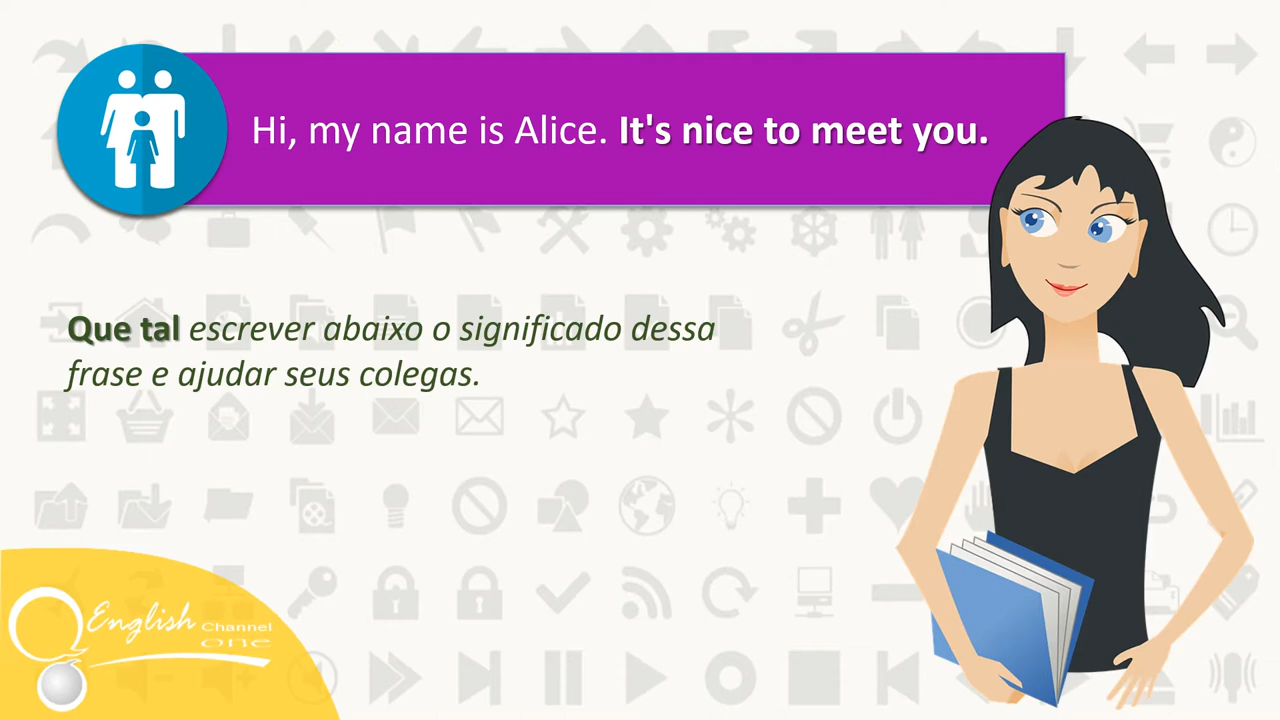 Hi, my name is Alice. It's nice to meet you.
Que tal escrever abaixo o significado dessa
frase e ajudar seus colegas.
English Channel
one